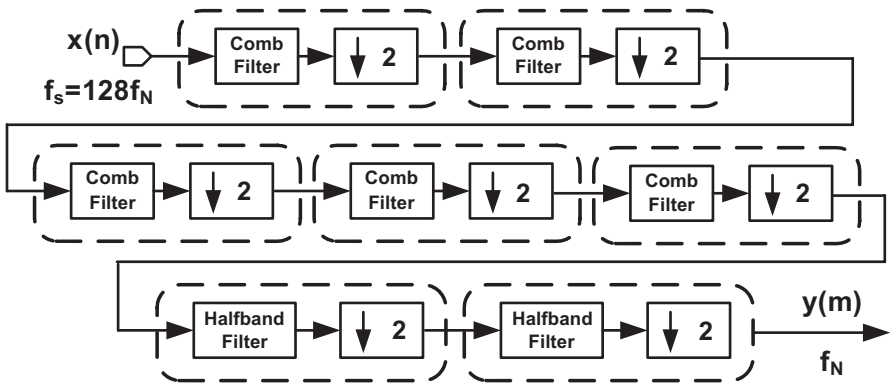 x(n)
Comb
Filter
2
Comb
Filter
2
fₛ=128f_N
Comb
Filter
2
Comb
Filter
2
Comb
Filter
2
Halfband
Filter
2
Halfband
Filter
2
y(m)
f_N